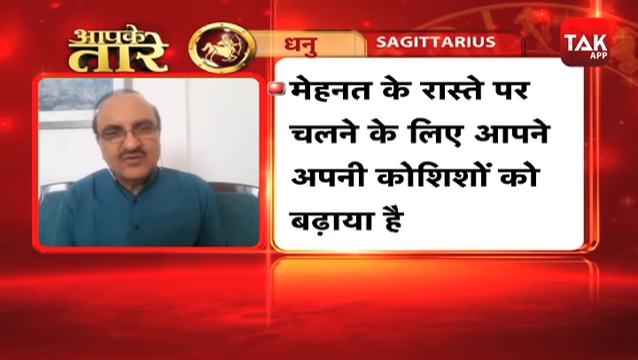 आपके
तारे
धनु
SAGITTARIUS
TAK
APP
मेहनत के रास्ते पर
चलने के लिए आपने
अपनी कोशिशों को
बढ़ाया है